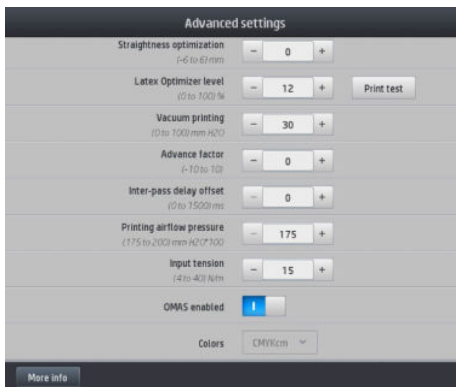 Advanced settings
Straightness optimization
(-6 to 6) mm
- 0 +
Latex Optimizer level
(0 to 100) %
- 12 + Print test
Vacuum printing
(0 to 100) mm H2O
- 30 +
Advance factor
(-10 to 10)
- 0 +
Inter-pass delay offset
(0 to 1500) ms
- 0 +
Printing airflow pressure
(175 to 200) mm H2O*100
- 175 +
Input tension
(4 to 40) N/m
- 15 +
OMAS enabled
I
Colors CMYKcm
More info